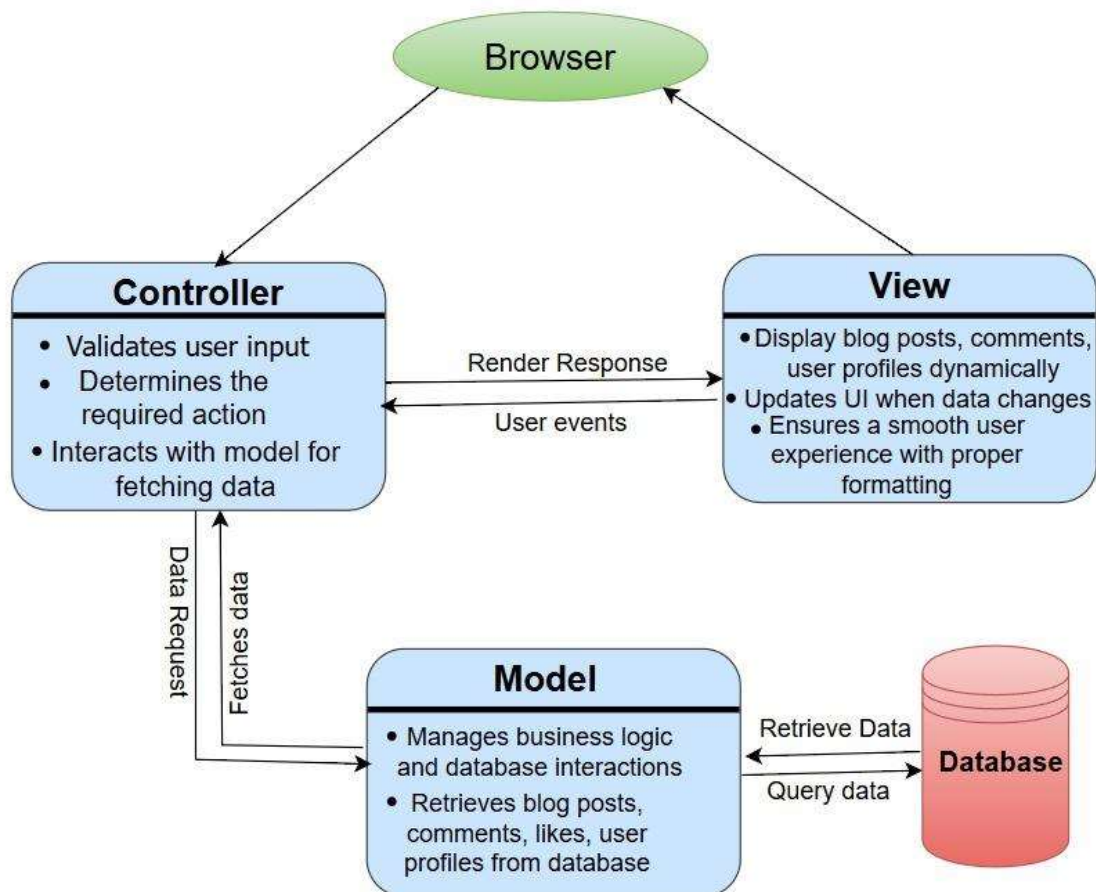 Browser
Controller
• Validates user input
• Determines the
required action
• Interacts with model for
fetching data
Render Response
User events
View
• Display blog posts, comments,
user profiles dynamically
• Updates UI when data changes
• Ensures a smooth user
experience with proper
formatting
Data Request
Fetches data
Model
• Manages business logic
and database interactions
• Retrieves blog posts,
comments, likes, user
profiles from database
Retrieve Data
Query data
Database